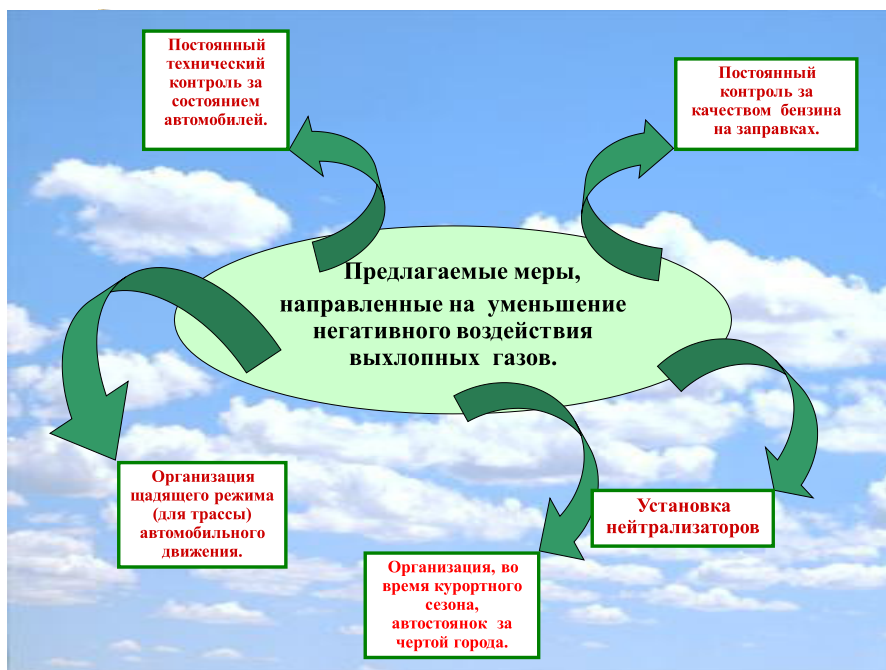 Постоянный
технический
контроль за
состоянием
автомобилей.
Постоянный
контроль за
качеством бензина
на заправках.
Предлагаемые меры,
направленные на уменьшение
негативного воздействия
выхлопных газов.
Организация
щадящего режима
(для трассы)
автомобильного
движения.
Установка
нейтрализаторов
Организация, во
время курортного
сезона,
автостоянок за
чертой города.